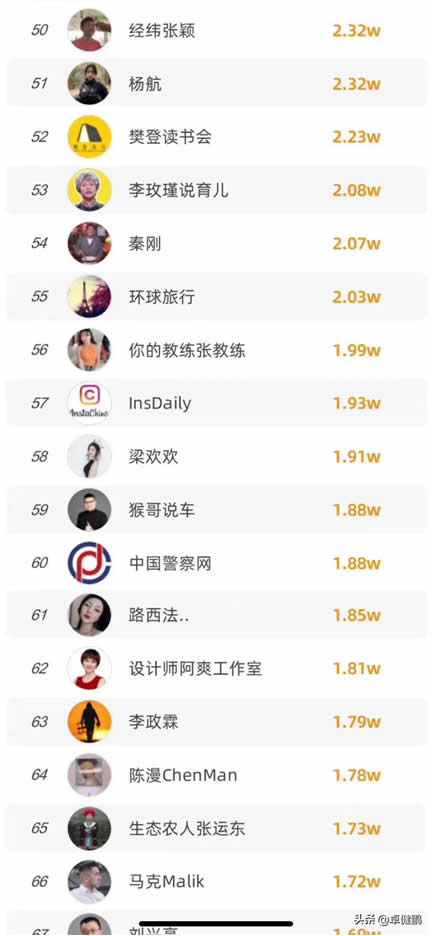 50 经纬张颖 2.32w
51 杨航 2.32w
52 樊登读书会 2.23w
53 李玫瑾说育儿 2.08w
54 秦刚 2.07w
55 环球旅行 2.03w
56 你的教练张教练 1.99w
57 InsDaily 1.93w
InstaChina
58 梁欢欢 1.91w
59 猴哥说车 1.88w
60 中国警察网 1.88w
61 路西法.. 1.85w
62 设计师阿爽工作室 1.81w
63 李政霖 1.79w
64 陈漫ChenMan 1.78w
65 生态农人张运东 1.73w
66 马克Malik 1.72w
67 刘兴亮 1.69w
头条 @卓健鹏